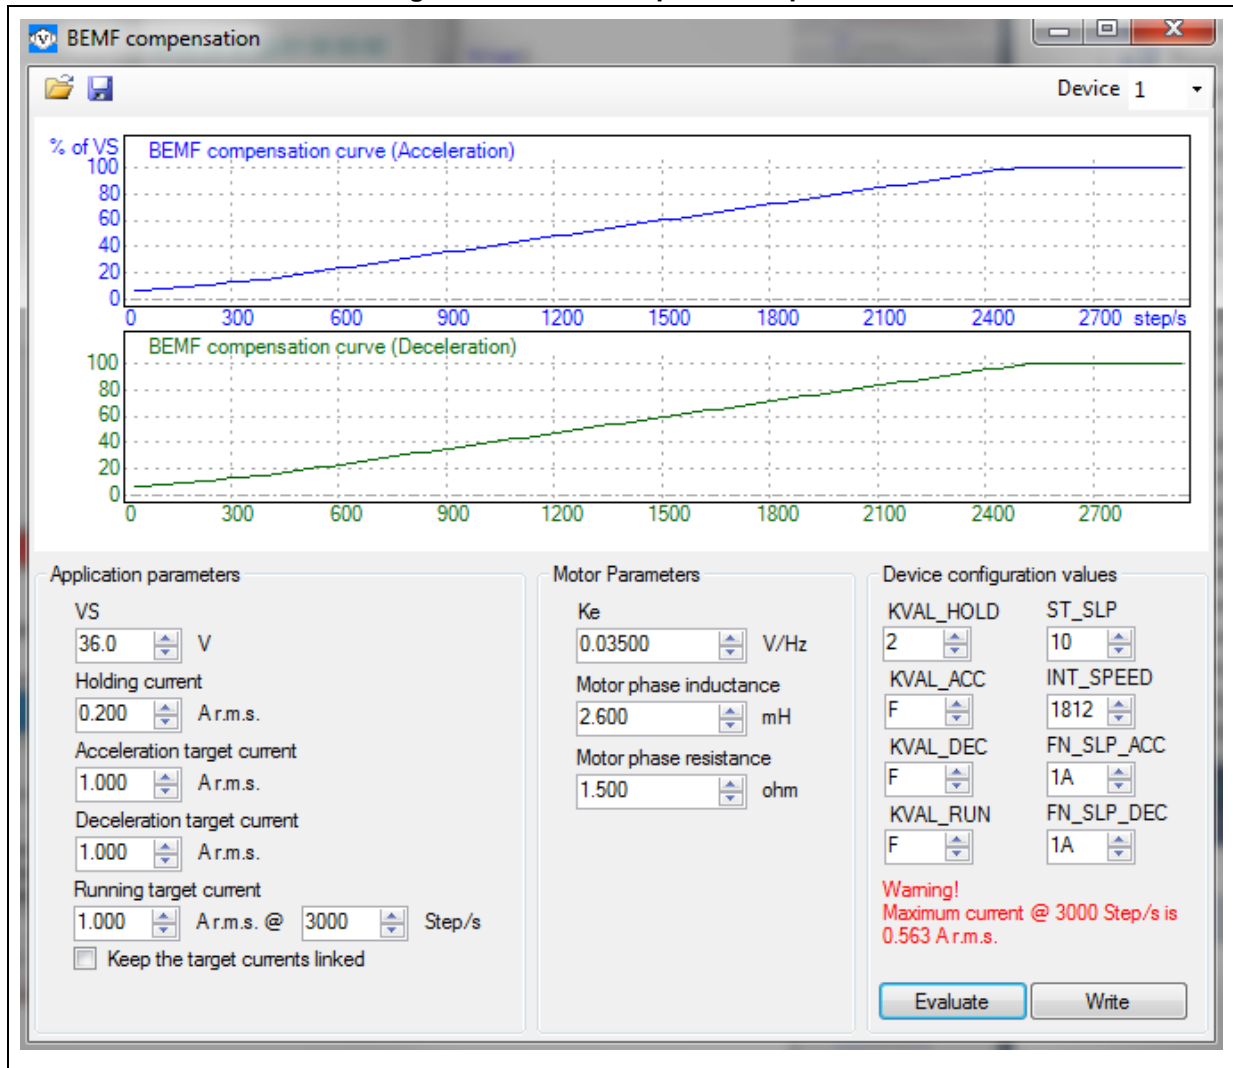 BEMF compensation
Device 1
% of VS
BEMF compensation curve (Acceleration)
100
80
60
40
20
0
0 300 600 900 1200 1500 1800 2100 2400 2700 step/s
BEMF compensation curve (Deceleration)
100
80
60
40
20
0
0 300 600 900 1200 1500 1800 2100 2400 2700
Application parameters
VS
36.0 V
Holding current
0.200 A r.m.s.
Acceleration target current
1.000 A r.m.s.
Deceleration target current
1.000 A r.m.s.
Running target current
1.000 A r.m.s. @ 3000 Step/s
Keep the target currents linked
Motor Parameters
Ke
0.03500 V/Hz
Motor phase inductance
2.600 mH
Motor phase resistance
1.500 ohm
Device configuration values
KVAL_HOLD ST_SLP
2 10
KVAL_ACC INT_SPEED
F 1812
KVAL_DEC FN_SLP_ACC
F 1A
KVAL_RUN FN_SLP_DEC
F 1A
Warning!
Maximum current @ 3000 Step/s is
0.563 A r.m.s.
Evaluate Write